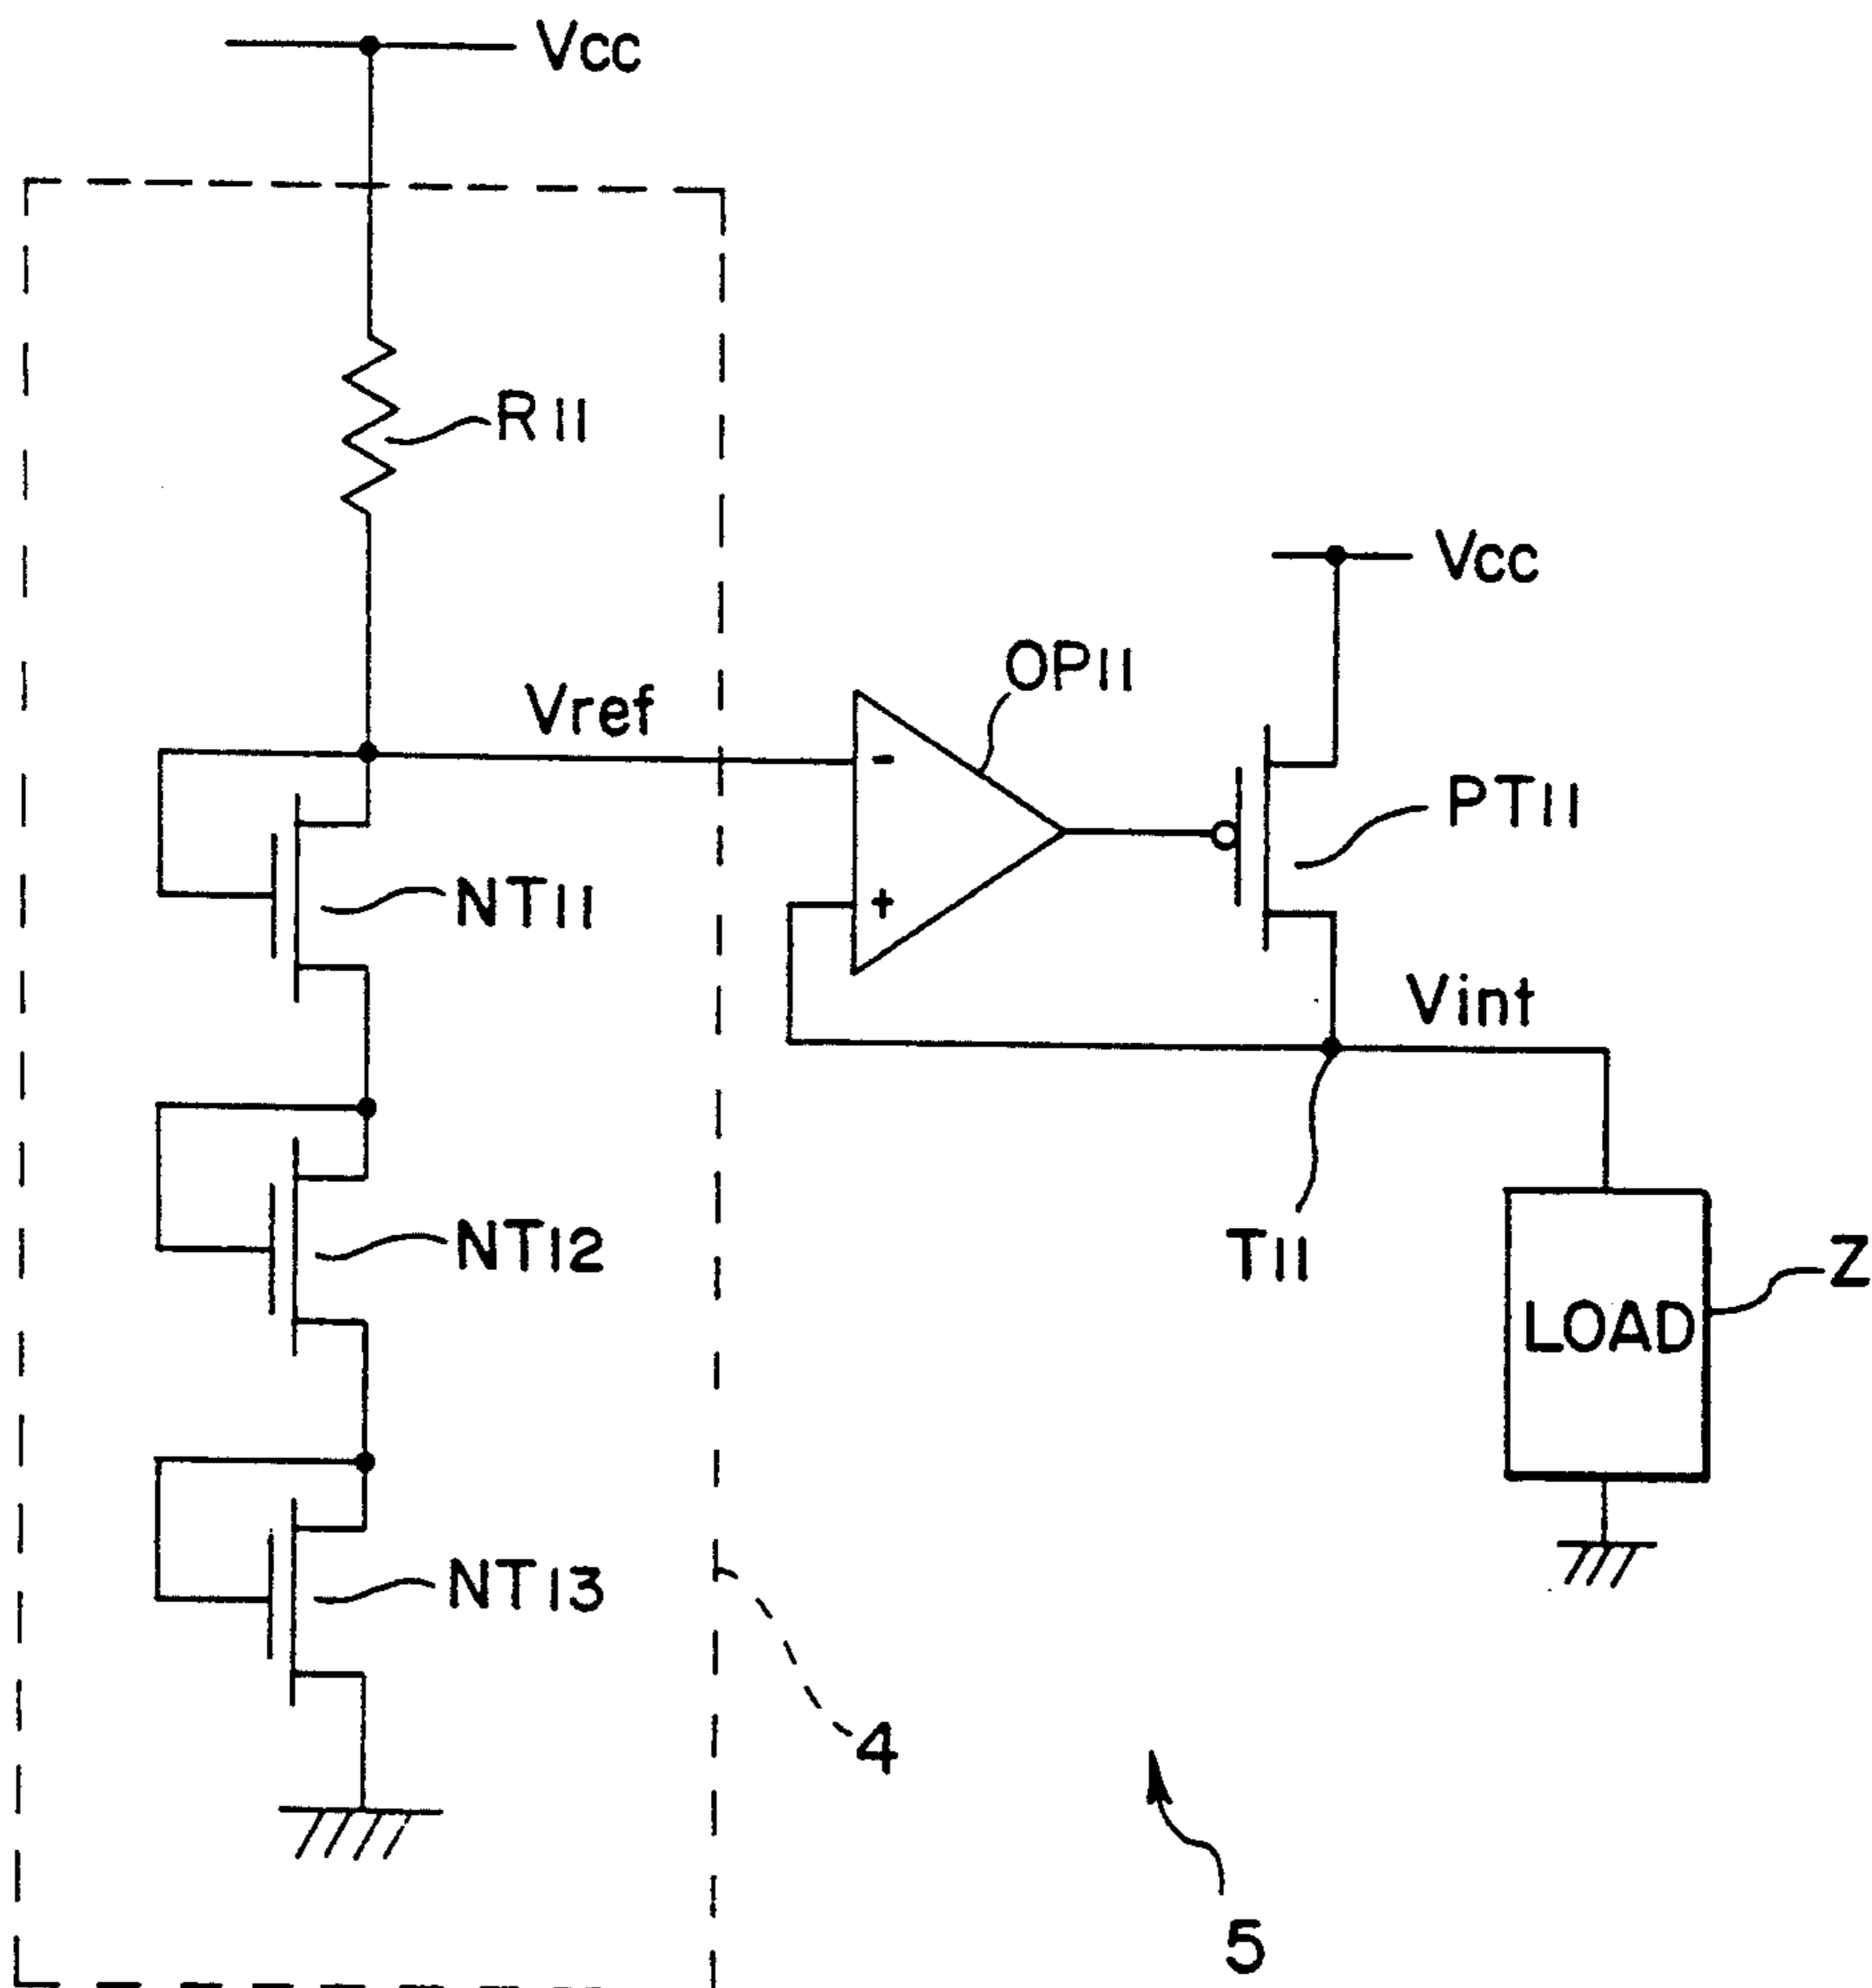 Vcc
R11
Vcc
OP11
Vref
-
PT11
+
NT11
Vint
NT12
T11
Z
LOAD
NT13
4
5